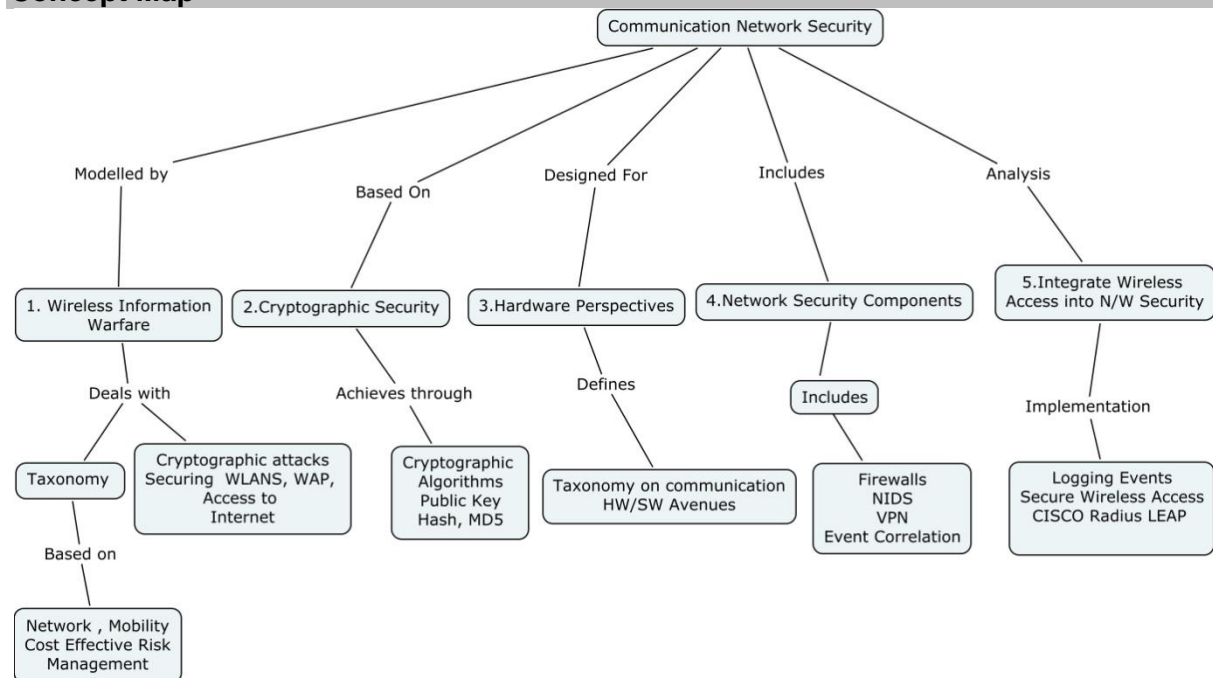 Concept Map
Communication Network Security
Modelled by
Based On
Designed For
Includes
Analysis
1. Wireless Information
Warfare
2.Cryptographic Security
3.Hardware Perspectives
4.Network Security Components
5.Integrate Wireless
Access into N/W Security
Deals with
Achieves through
Defines
Includes
Implementation
Taxonomy
Cryptographic attacks
Securing WLANS, WAP,
Access to
Internet
Cryptographic
Algorithms
Public Key
Hash, MD5
Taxonomy on communication
HW/SW Avenues
Firewalls
NIDS
VPN
Event Correlation
Logging Events
Secure Wireless Access
CISCO Radius LEAP
Based on
Network , Mobility
Cost Effective Risk
Management